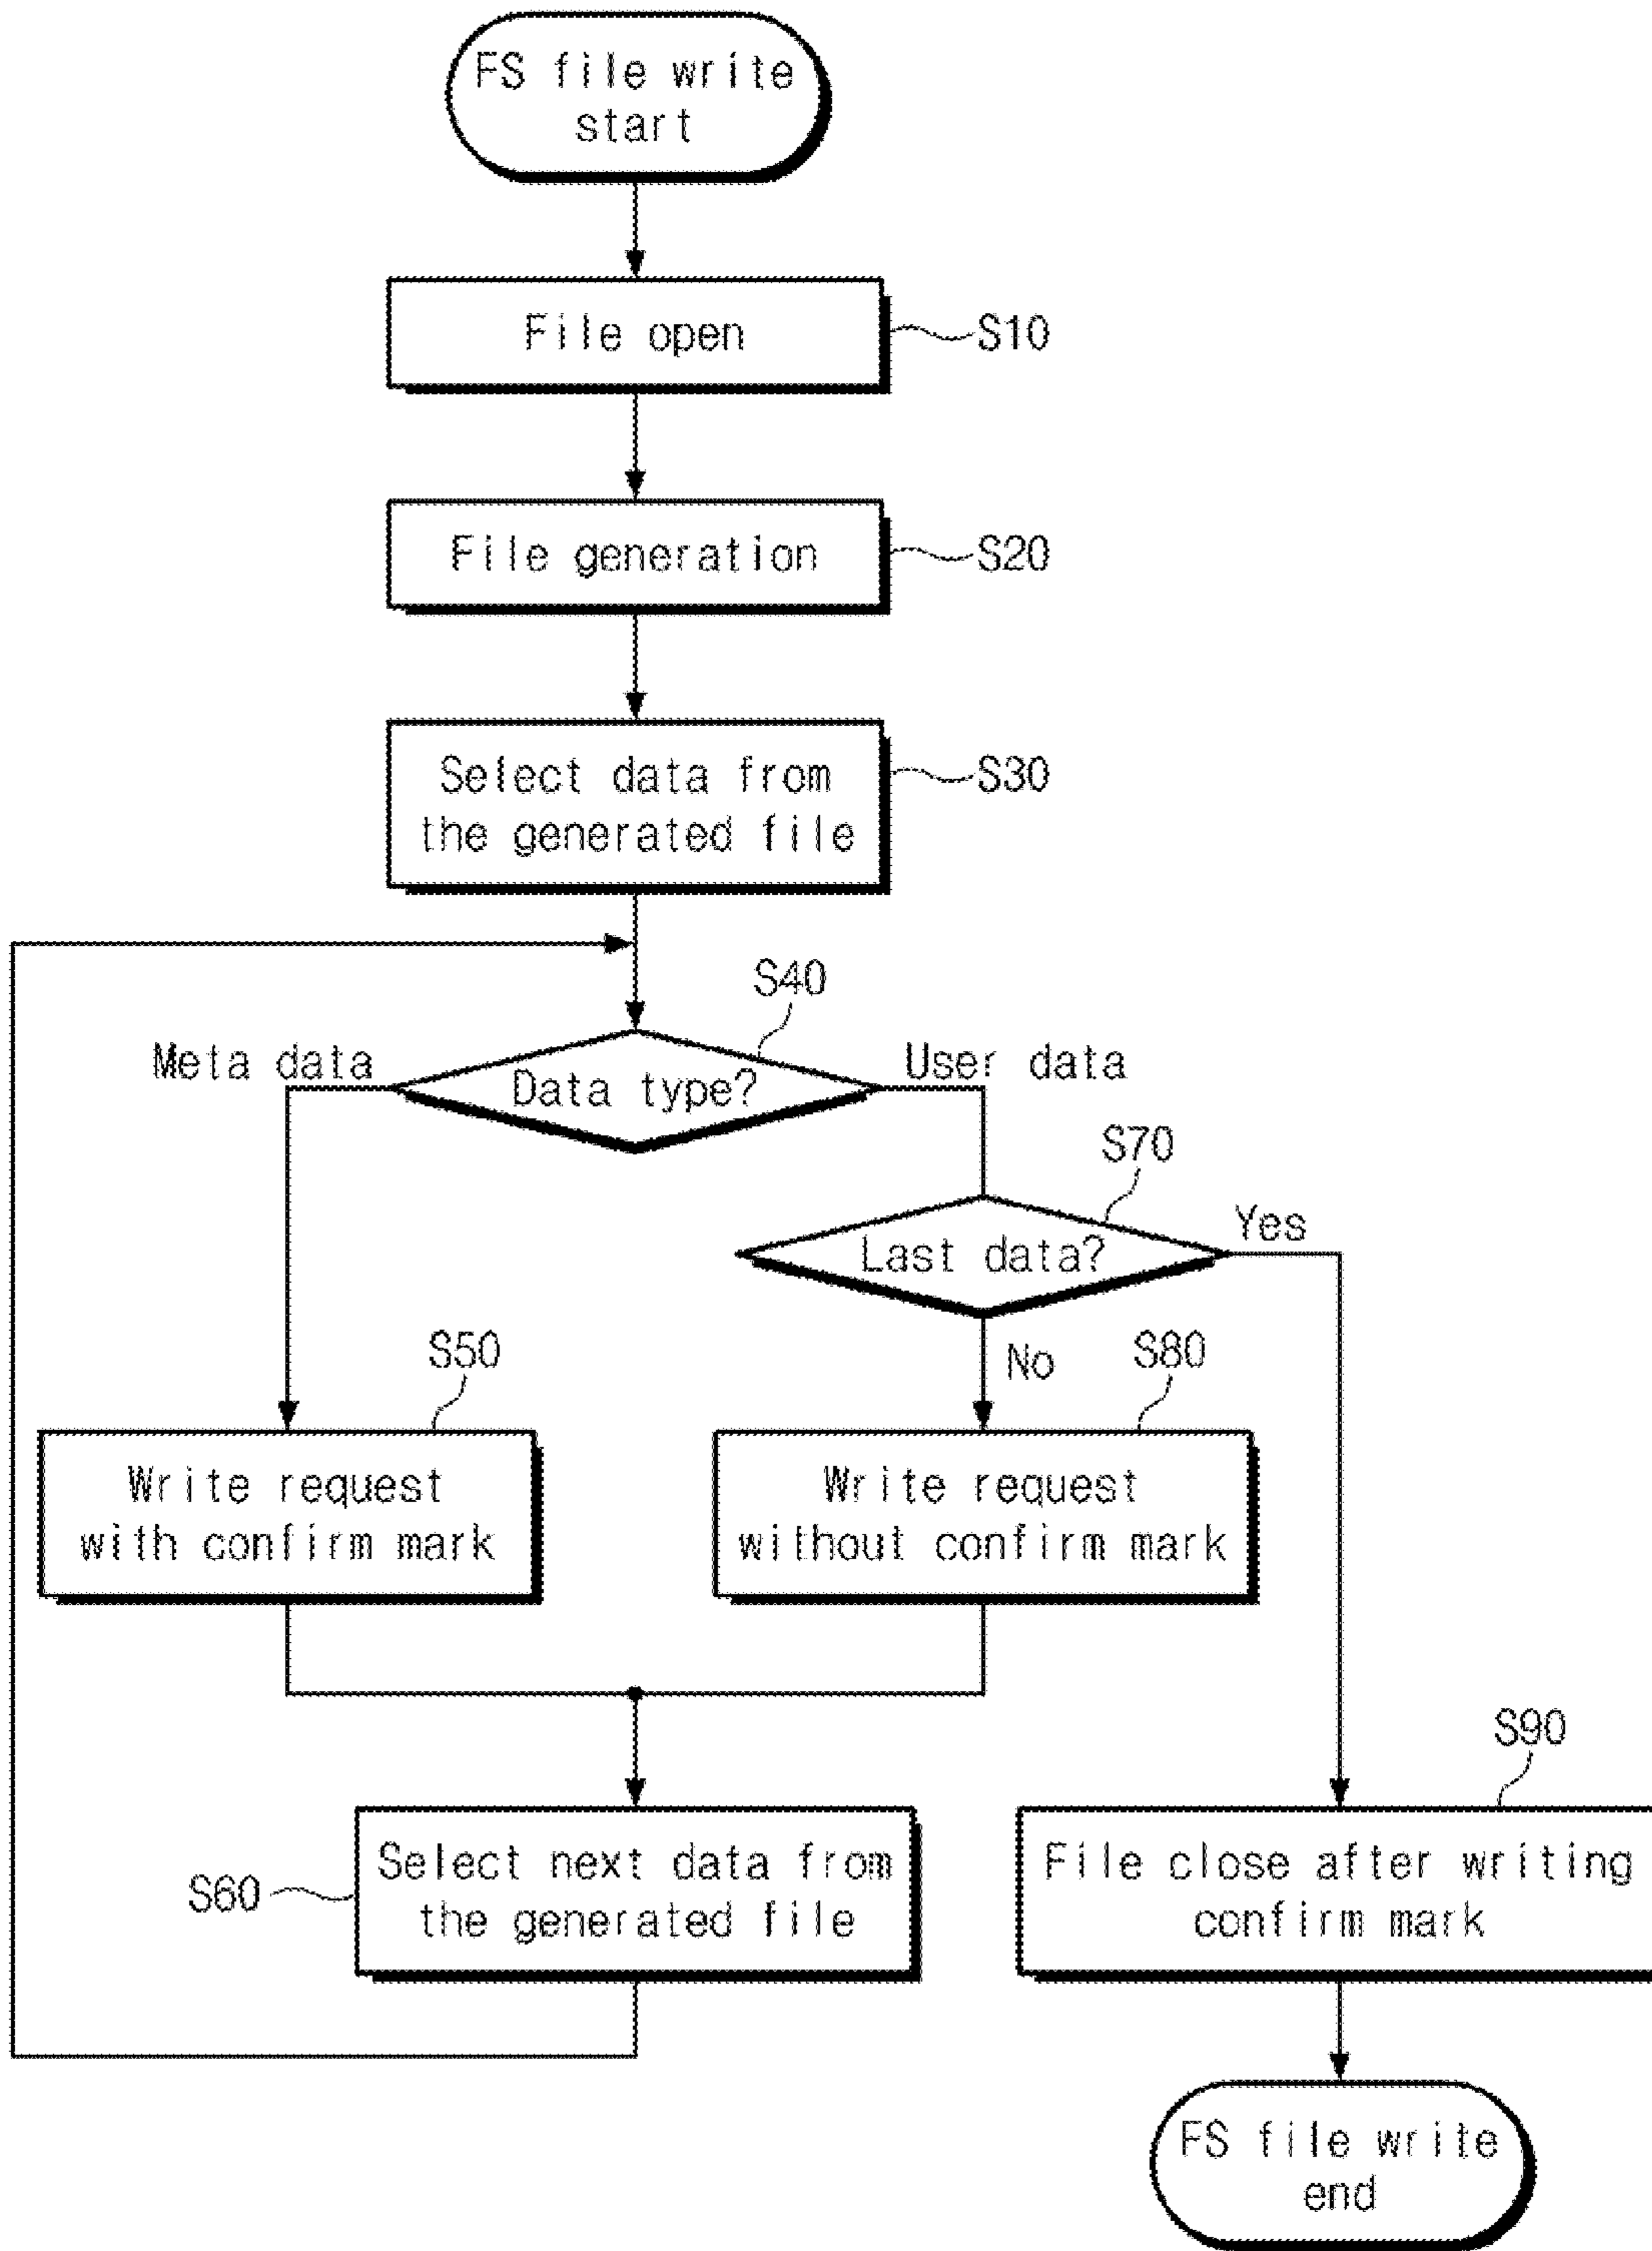 FS file write
start
File open
S10
File generation
S20
Select data from
the generated file
S30
S40
Meta data
Data type?
User data
S70
Last data?
Yes
No
S50
Write request
with confirm mark
S80
Write request
without confirm mark
S60
Select next data from
the generated file
S90
File close after writing
confirm mark
FS file write
end